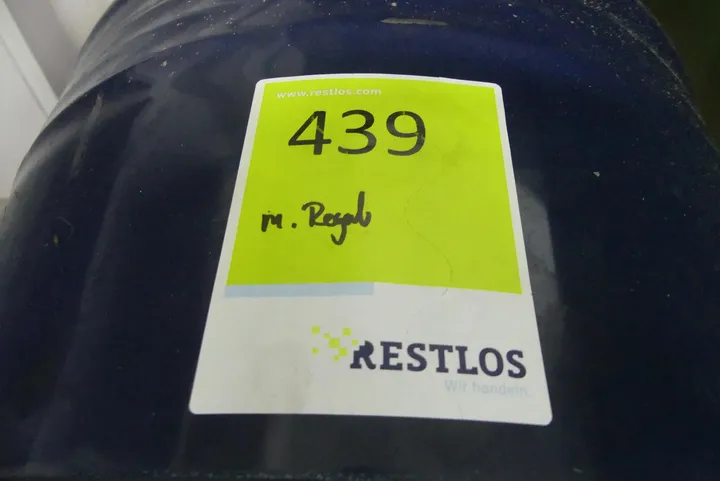 www.restlos.com
439
m. Regal
RESTLOS
Wir handeln.